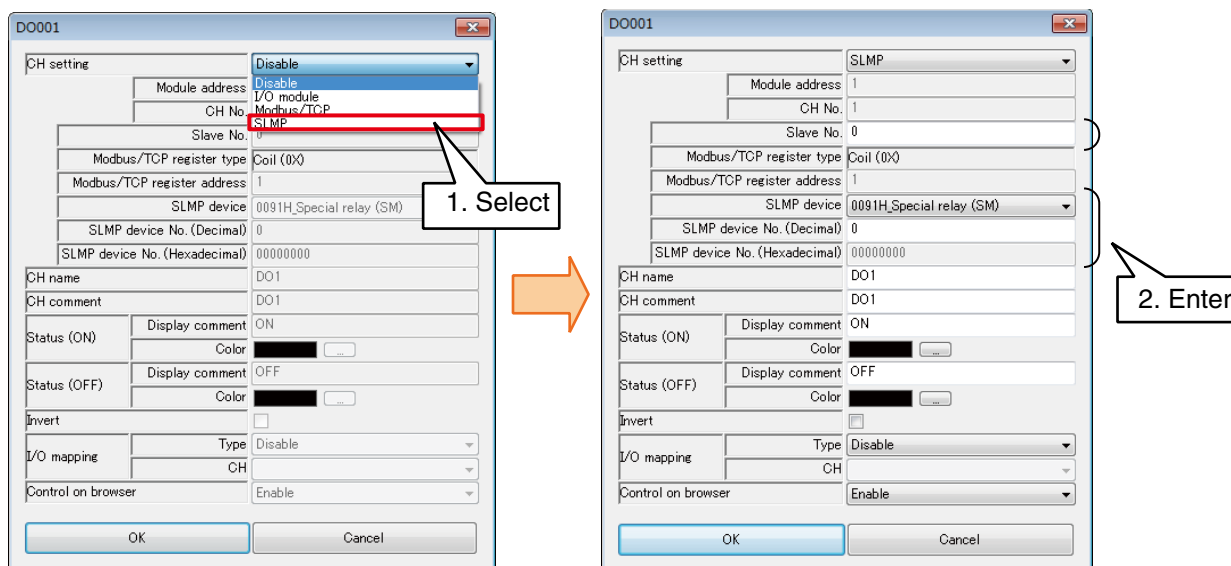 DO001
CH setting Disable
Disable
Module address
I/O module
CH No. Modbus/TCP
SLMP
Slave No. 0
Modbus/TCP register type Coil (0X)
Modbus/TCP register address 1
1. Select
SLMP device 0091H_Special relay (SM)
SLMP device No. (Decimal) 0
SLMP device No. (Hexadecimal) 00000000
CH name DO1
CH comment DO1
Status (ON) Display comment ON
Color ...
Status (OFF) Display comment OFF
Color ...
Invert
I/O mapping Type Disable
CH
Control on browser Enable
OK Cancel
DO001
CH setting SLMP
Module address 1
CH No. 1
Slave No. 0
Modbus/TCP register type Coil (0X)
Modbus/TCP register address 1
SLMP device 0091H_Special relay (SM)
SLMP device No. (Decimal) 0
SLMP device No. (Hexadecimal) 00000000
2. Enter
CH name DO1
CH comment DO1
Status (ON) Display comment ON
Color ...
Status (OFF) Display comment OFF
Color ...
Invert
I/O mapping Type Disable
CH
Control on browser Enable
OK Cancel